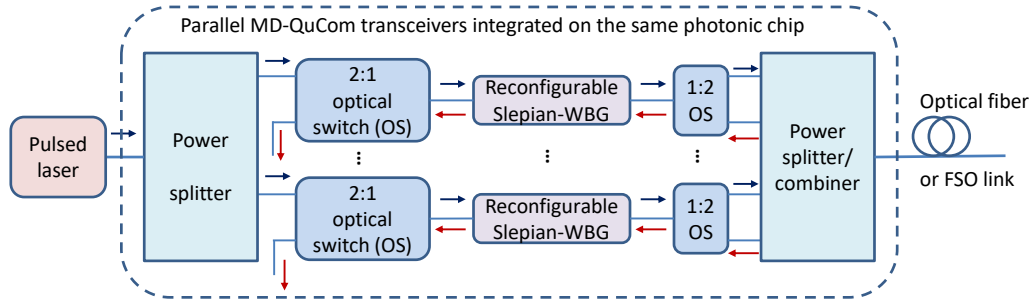 Parallel MD-QuCom transceivers integrated on the same photonic chip
Pulsed
laser
Power
splitter
2:1
optical
switch (OS)
Reconfigurable
Slepian-WBG
1:2
OS
...
...
...
2:1
optical
switch (OS)
Reconfigurable
Slepian-WBG
1:2
OS
Power
splitter/
combiner
Optical fiber
or FSO link